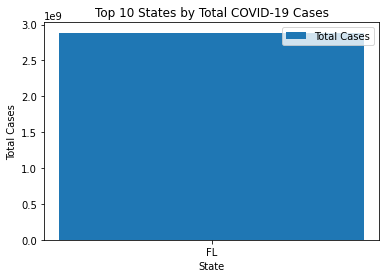 Top 10 States by Total COVID-19 Cases
1e9
3.0
2.5
2.0
1.5
1.0
0.5
0.0
Total Cases
Total Cases
FL
State